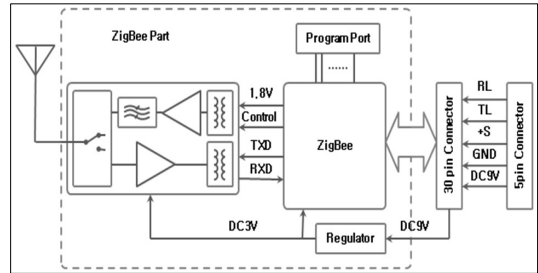 ZigBee Part
Program Port
......
1.8V
Control
TXD
RXD
ZigBee
30 pin Connector
RL
TL
+S
GND
DC9V
5pin Connector
DC3V
Regulator
DC9V